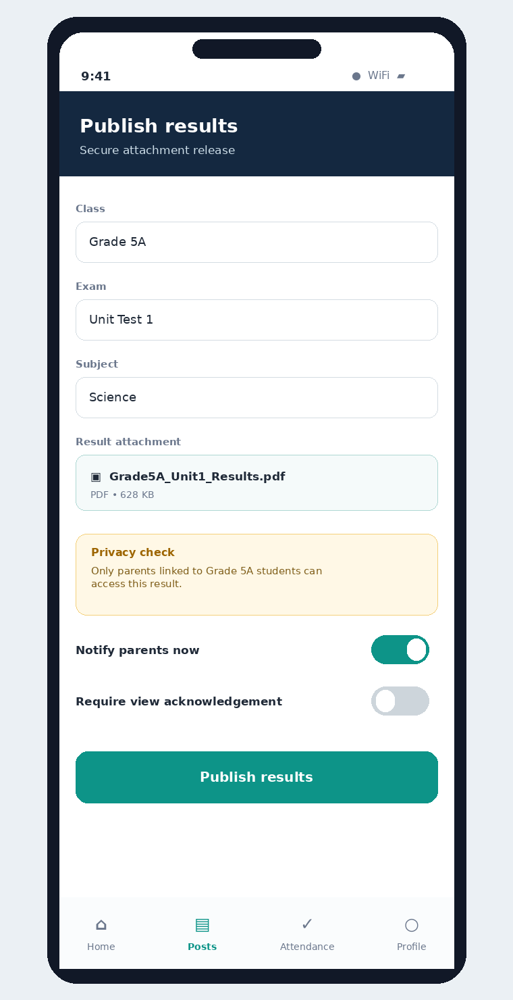 9:41
WiFi
Publish results
Secure attachment release
Class
Grade 5A
Exam
Unit Test 1
Subject
Science
Result attachment
Grade5A_Unit1_Results.pdf
PDF • 628 KB
Privacy check
Only parents linked to Grade 5A students can
access this result.
Notify parents now
Require view acknowledgement
Publish results
Home
Posts
Attendance
Profile